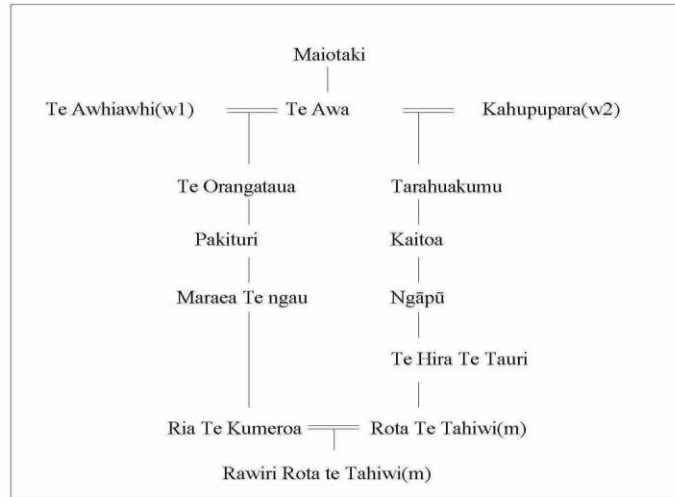 Maiotaki
Te Awhiawhi(w1) Te Awa Kahupupara(w2)
Te Orangataua Tarahuakumu
Pakituri Kaitoa
Maraea Te ngau Ngāpū
Te Hira Te Tauri
Ria Te Kumeroa Rota Te Tahiwi(m)
Rawiri Rota te Tahiwi(m)